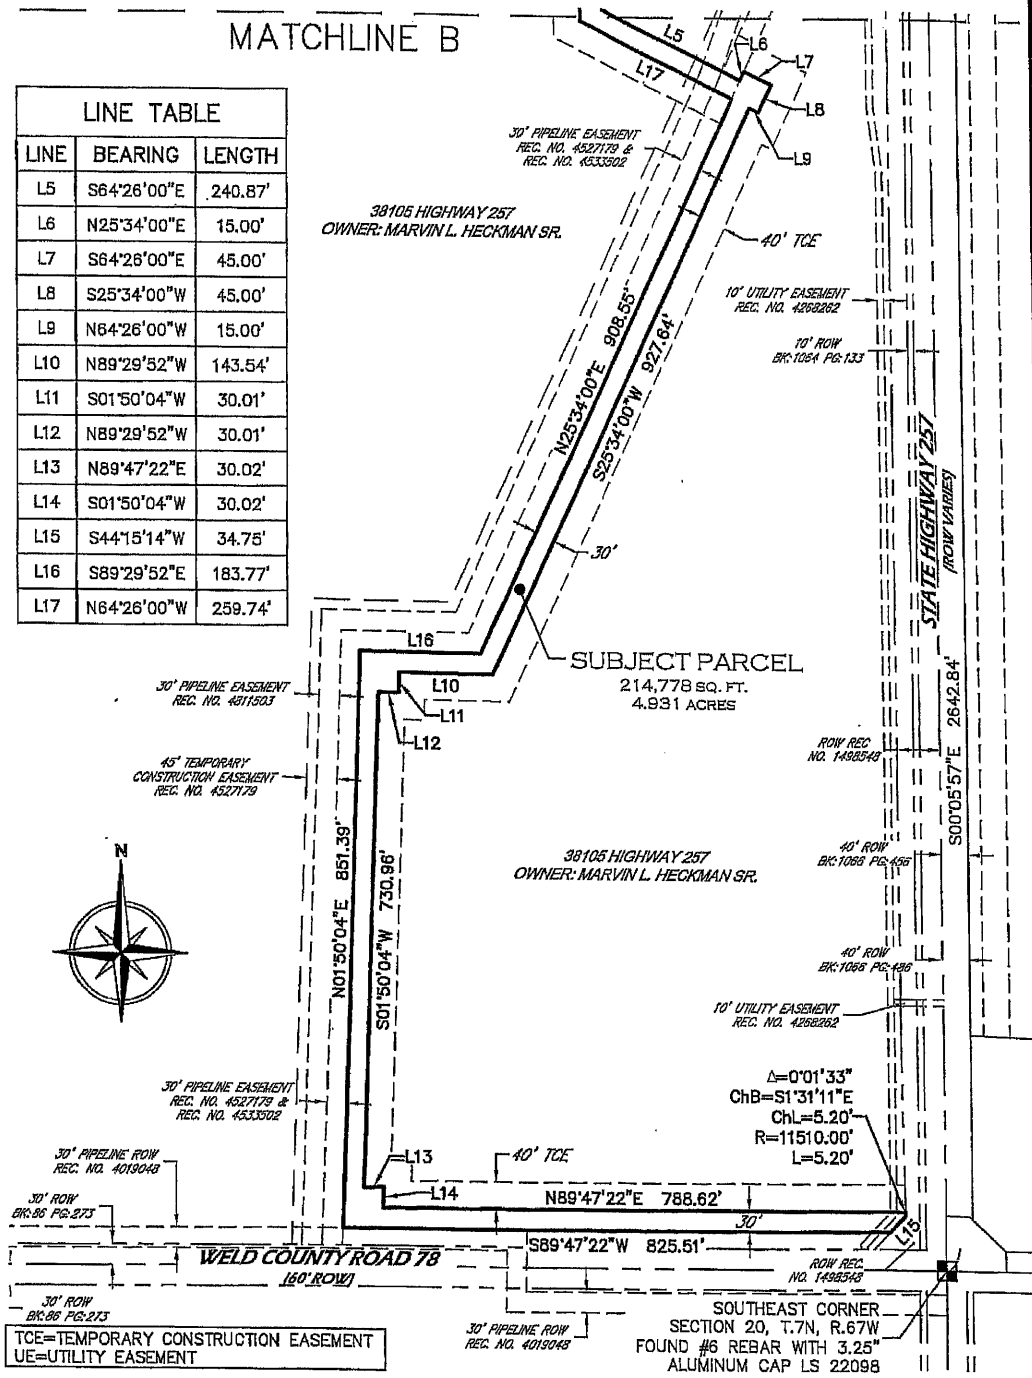 MATCHLINE B
LINE TABLE
LINE BEARING LENGTH
L5 S64°26'00"E 240.87'
L6 N25°34'00"E 15.00'
L7 S64°26'00"E 45.00'
L8 S25°34'00"W 45.00'
L9 N64°26'00"W 15.00'
L10 N89°29'52"W 143.54'
L11 S01°50'04"W 30.01'
L12 N89°29'52"W 30.01'
L13 N89°47'22"E 30.02'
L14 S01°50'04"W 30.02'
L15 S44°15'14"W 34.75'
L16 S89°29'52"E 183.77'
L17 N64°26'00"W 259.74'
L5
L6
L7
L17
L8
L9
30' PIPELINE EASEMENT
REC. NO. 4527179 &
REC. NO. 4533502
38105 HIGHWAY 257
OWNER: MARVIN L. HECKMAN SR.
40' TCE
10' UTILITY EASEMENT
REC. NO. 4268262
10' ROW
BK:1064 PG:133
N25°34'00"E 908.55'
S25°34'00"W 927.64'
STATE HIGHWAY 257
(ROW VARIES)
30'
L16
SUBJECT PARCEL
214,778 SQ. FT.
4.931 ACRES
L10
30' PIPELINE EASEMENT
REC. NO. 4811503
L11
L12
S00°05'57"E 2642.84'
ROW REC
NO. 1498548
45' TEMPORARY
CONSTRUCTION EASEMENT
REC. NO. 4527179
N01°50'04"E 851.39'
S01°50'04"W 730.96'
38105 HIGHWAY 257
OWNER: MARVIN L. HECKMAN SR.
40' ROW
BK:1066 PG:456
N
40' ROW
BK:1066 PG:486
10' UTILITY EASEMENT
REC. NO. 4268262
Δ=0°01'33"
ChB=S1°31'11"E
ChL=5.20'
R=11510.00'
L=5.20'
30' PIPELINE EASEMENT
REC. NO. 4527179 &
REC. NO. 4533502
30' PIPELINE ROW
REC. NO. 4019048
L13
40' TCE
L14
N89°47'22"E 788.62'
30' ROW
BK:86 PG:273
30'
L15
S89°47'22"W 825.51'
WELD COUNTY ROAD 78
(60' ROW)
ROW REC
NO. 1498548
30' ROW
BK:86 PG:273
SOUTHEAST CORNER
SECTION 20, T.7N, R.67W
FOUND #6 REBAR WITH 3.25"
ALUMINUM CAP LS 22098
30' PIPELINE ROW
REC. NO. 4019048
TCE=TEMPORARY CONSTRUCTION EASEMENT
UE=UTILITY EASEMENT